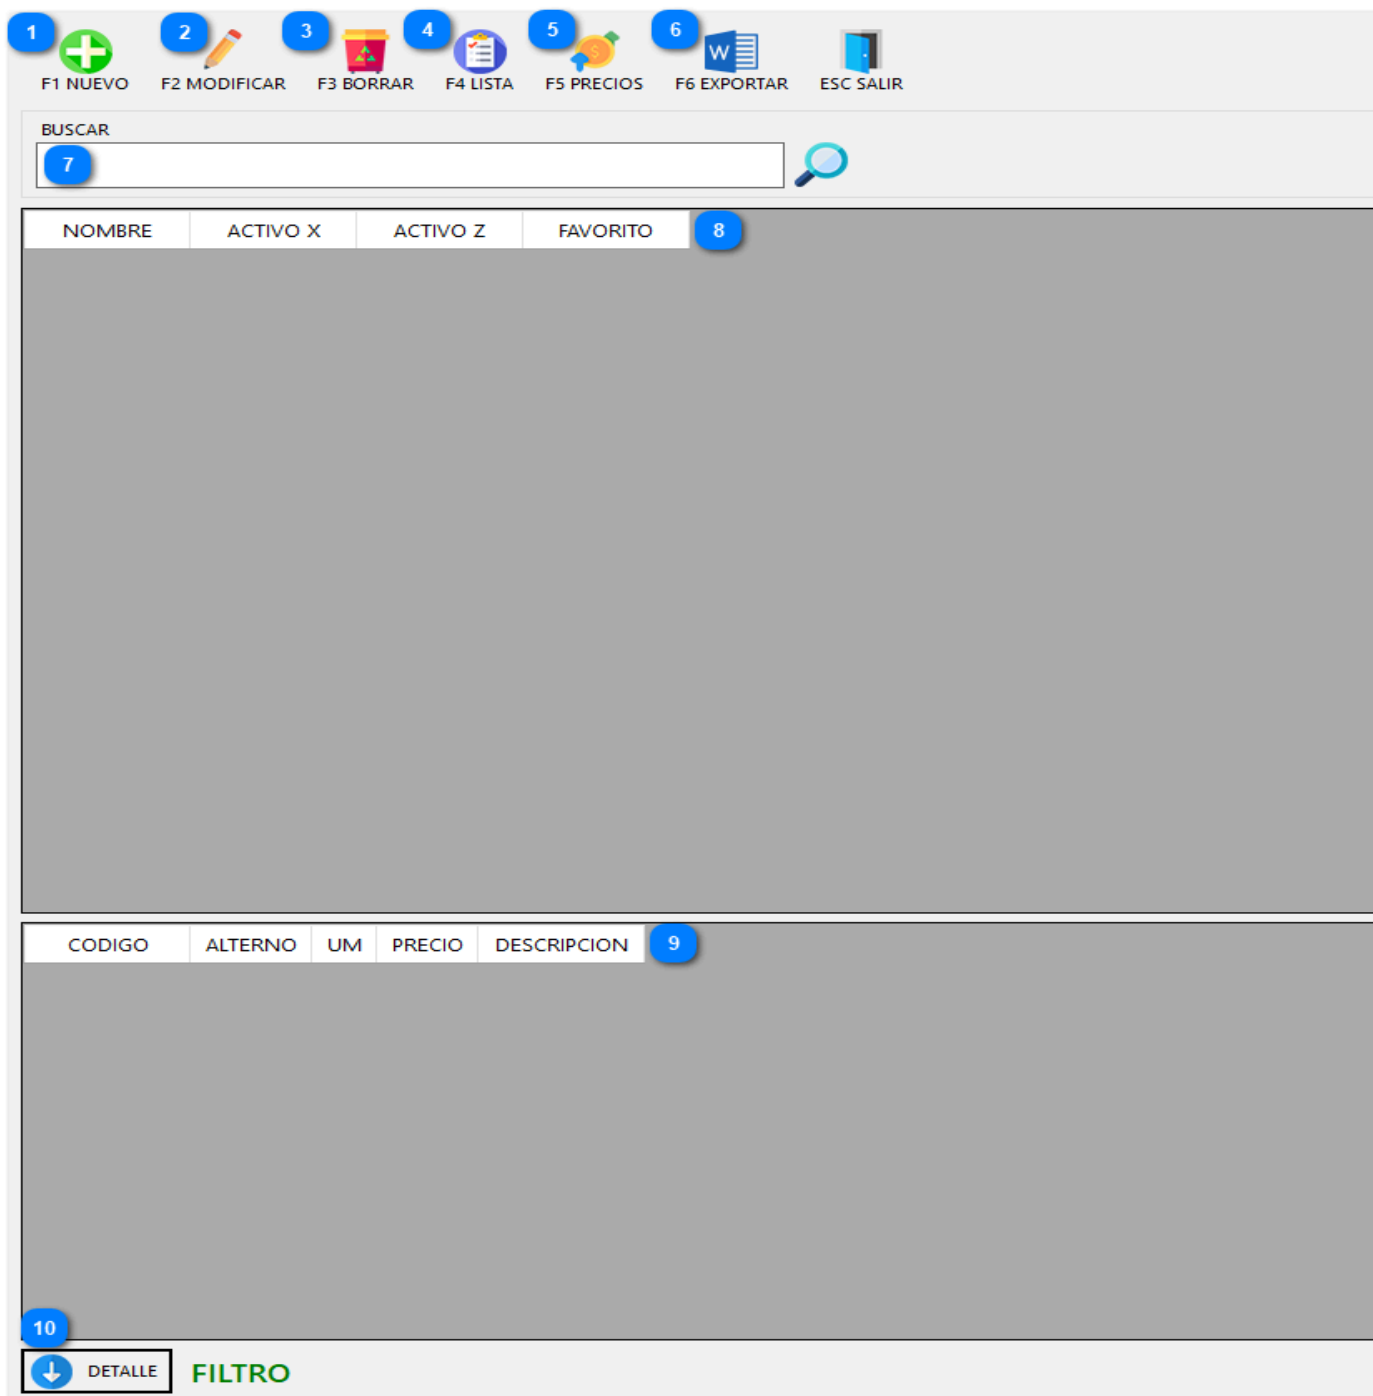 1 2 3 4 5 6
W
F1 NUEVO F2 MODIFICAR F3 BORRAR F4 LISTA F5 PRECIOS F6 EXPORTAR ESC SALIR
BUSCAR
7
NOMBRE ACTIVO X ACTIVO Z FAVORITO 8
CODIGO ALTERNO UM PRECIO DESCRIPCION 9
10
DETALLE FILTRO